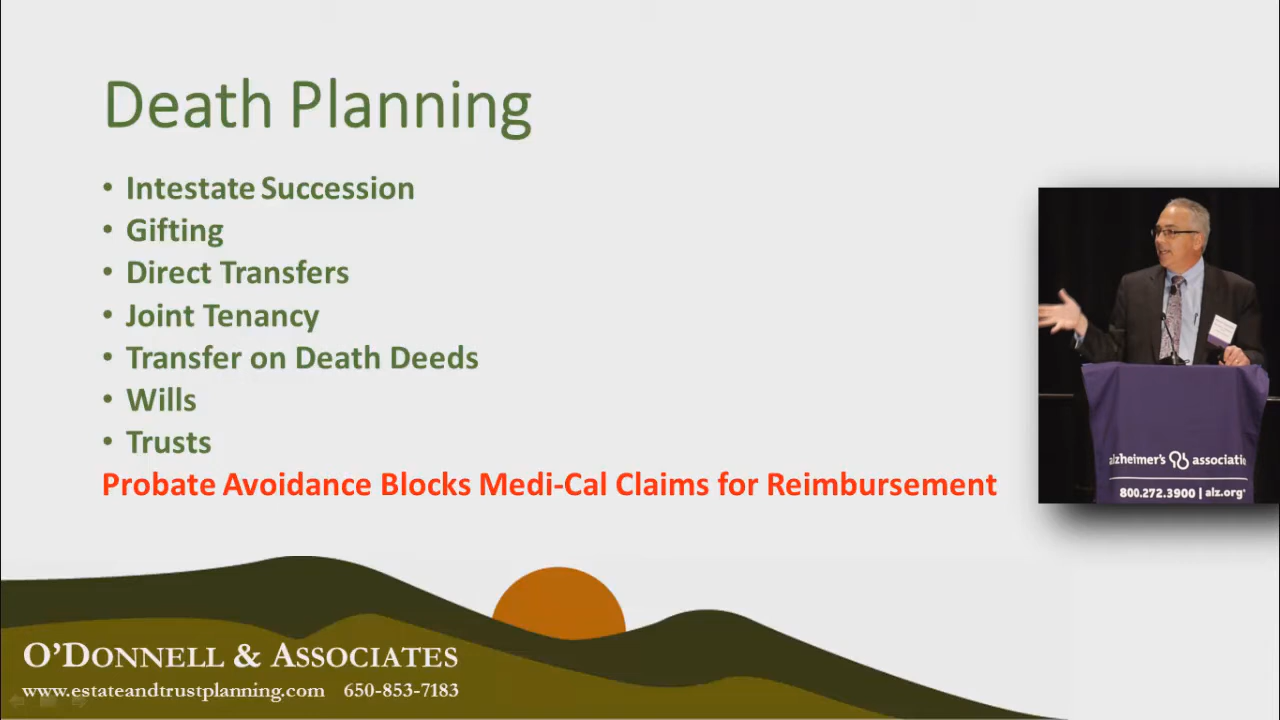 Death Planning
• Intestate Succession
• Gifting
• Direct Transfers
• Joint Tenancy
• Transfer on Death Deeds
• Wills
• Trusts
Probate Avoidance Blocks Medi-Cal Claims for Reimbursement
alzheimer's associatio
800.272.3900 | alz.org®
O'DONNELL & ASSOCIATES
www.estateandtrustplanning.com 650-853-7183